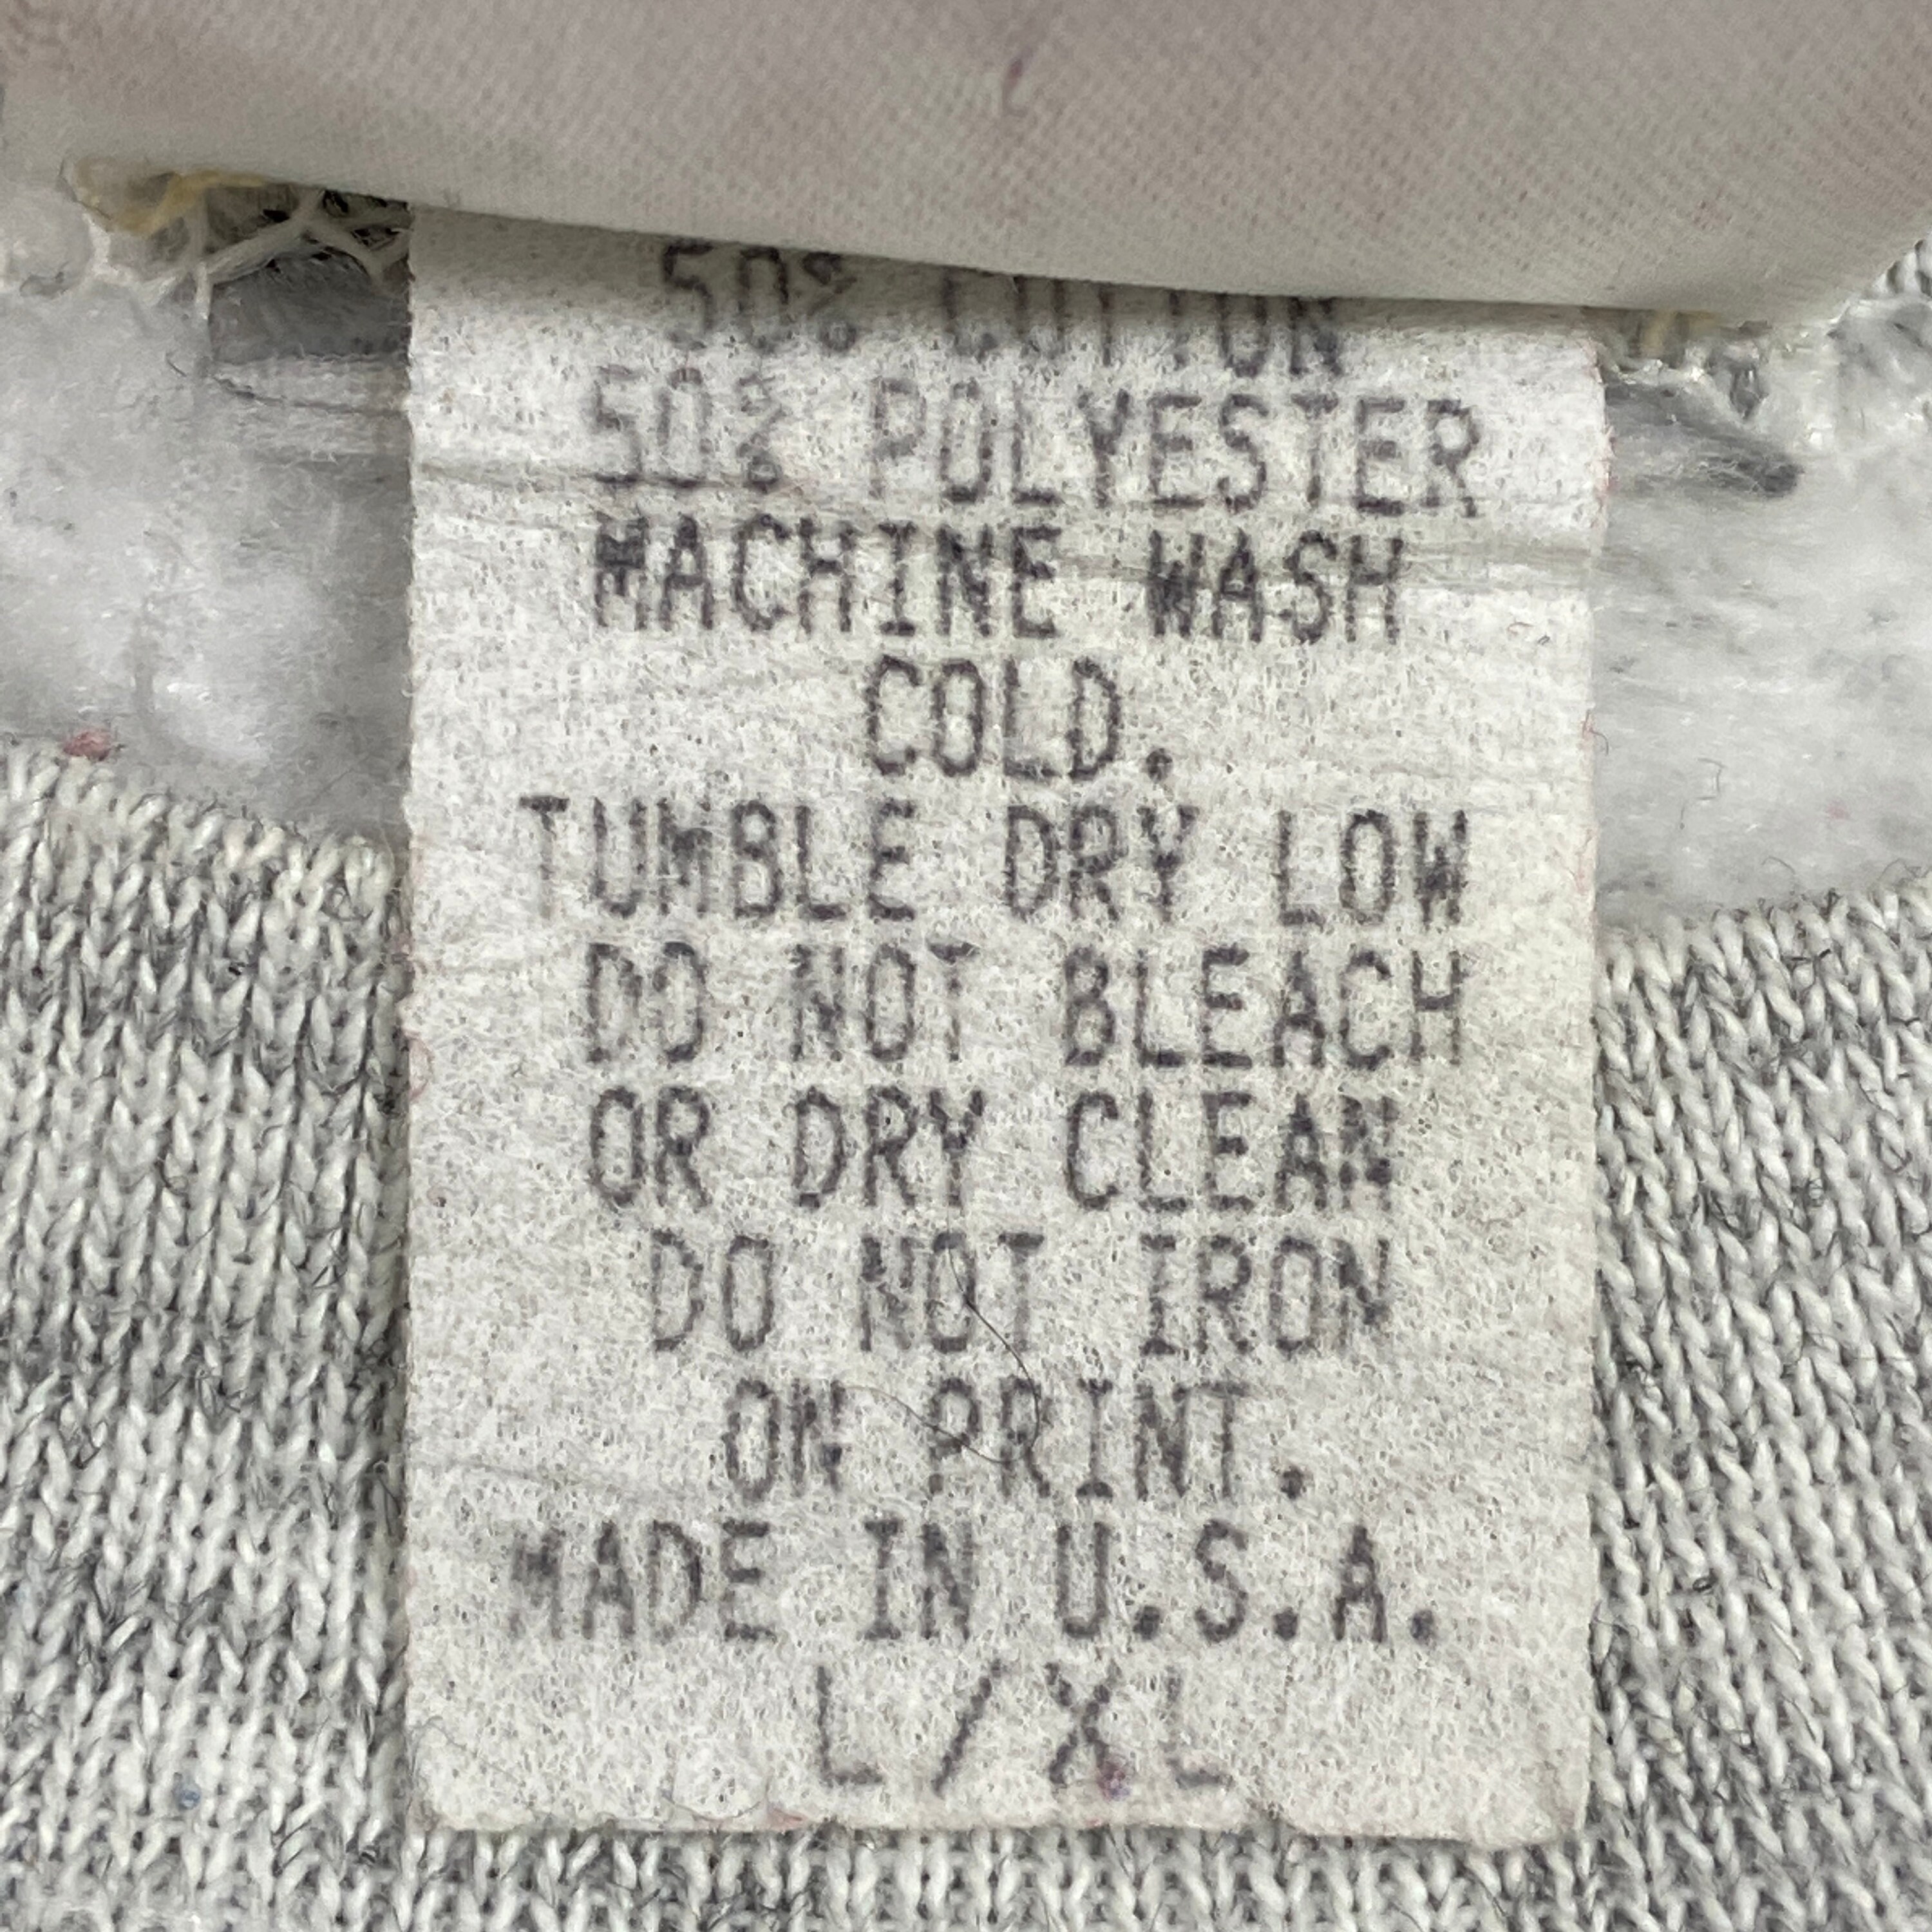 50% COTTON
50% POLYESTER
MACHINE WASH
COLD.
TUMBLE DRY LOW
DO NOT BLEACH
OR DRY CLEAN
DO NOT IRON
ON PRINT.
MADE IN U.S.A.
L/XL